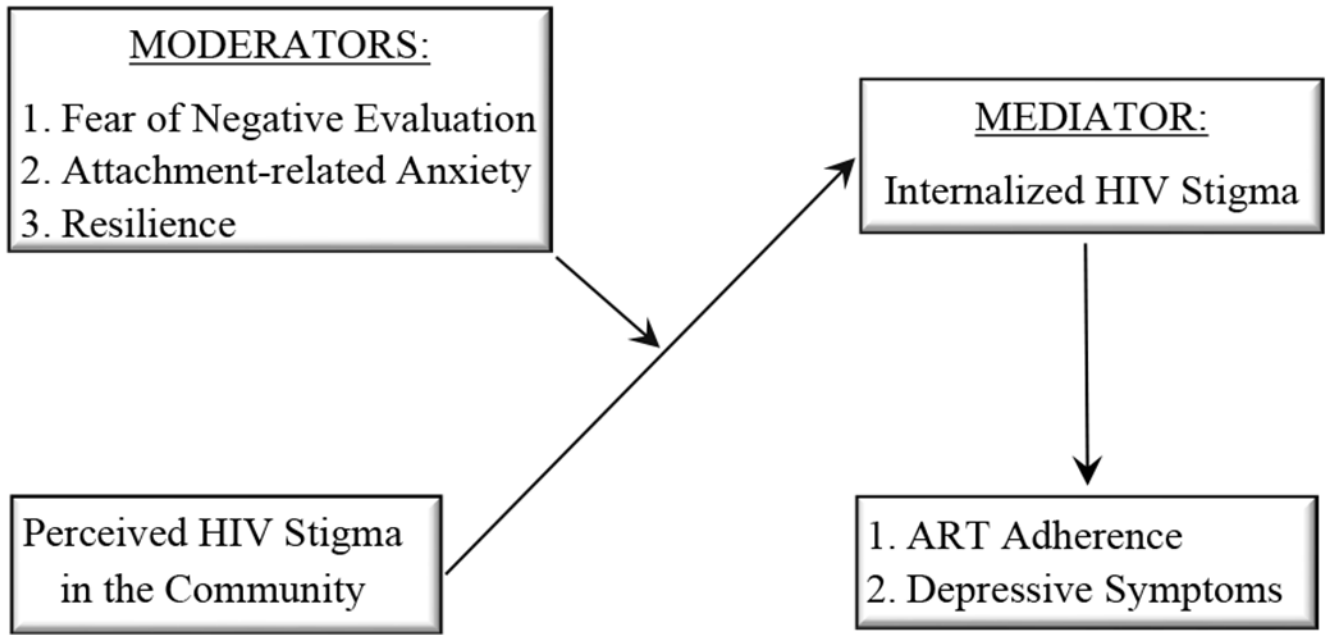 MODERATORS:
1. Fear of Negative Evaluation
2. Attachment-related Anxiety
3. Resilience
MEDIATOR:
Internalized HIV Stigma
Perceived HIV Stigma
in the Community
1. ART Adherence
2. Depressive Symptoms